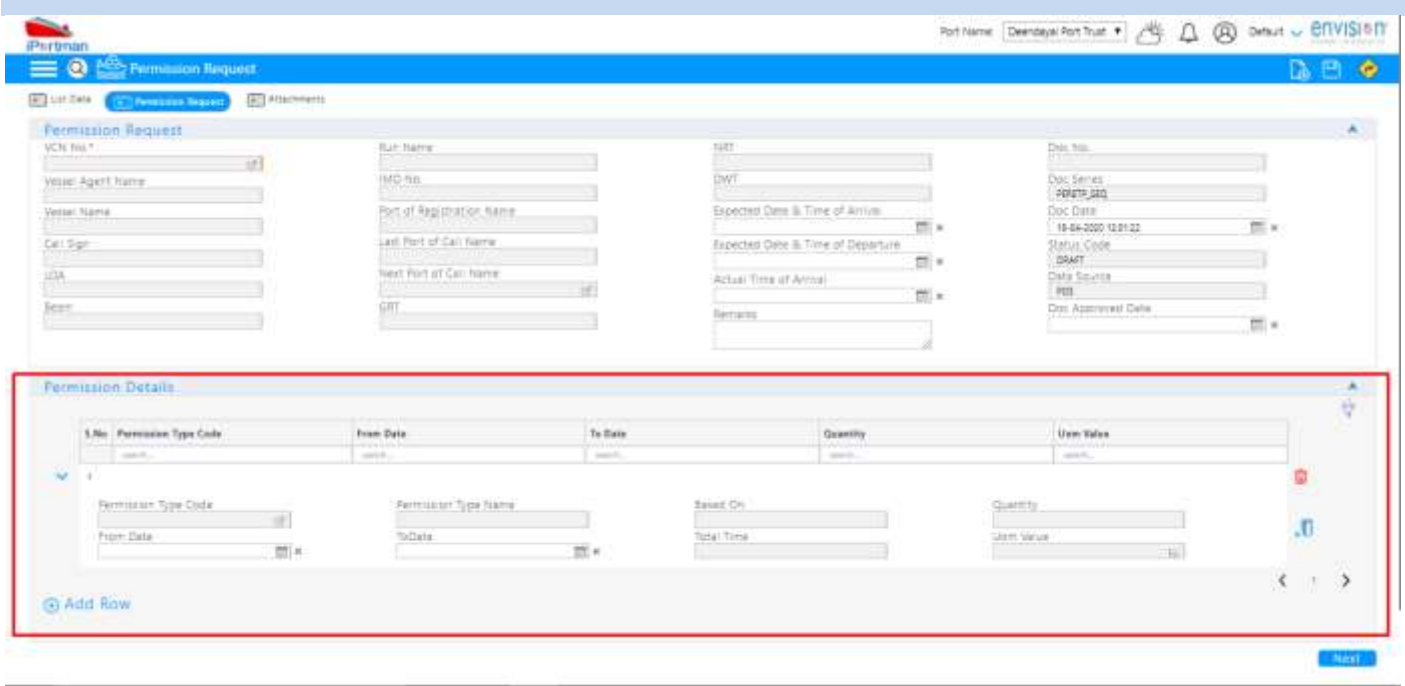 iPortman
Port Name Deendayal Port Trust Default envision
Permission Request
List Data Permission Request Attachments
Permission Request
VCN No.*
Vessel Agent Name
Vessel Name
Call Sign
LOA
Beam
Run Name
IMO No.
Port of Registration Name
Last Port of Call Name
Next Port of Call Name
GRT
NRT
DWT
Expected Date & Time of Arrival
Expected Date & Time of Departure
Actual Time of Arrival
Remarks
Doc No.
Doc Series
Doc Date
Status Code
DRAFT
Data Source
Doc Approved Date
Permission Details
S.No Permission Type Code From Date To Date Quantity Uom Value
search... search... search... search... search...
1
Permission Type Code Permission Type Name Based On Quantity
From Date ToDate Total Time Uom Value
1
Add Row
Next